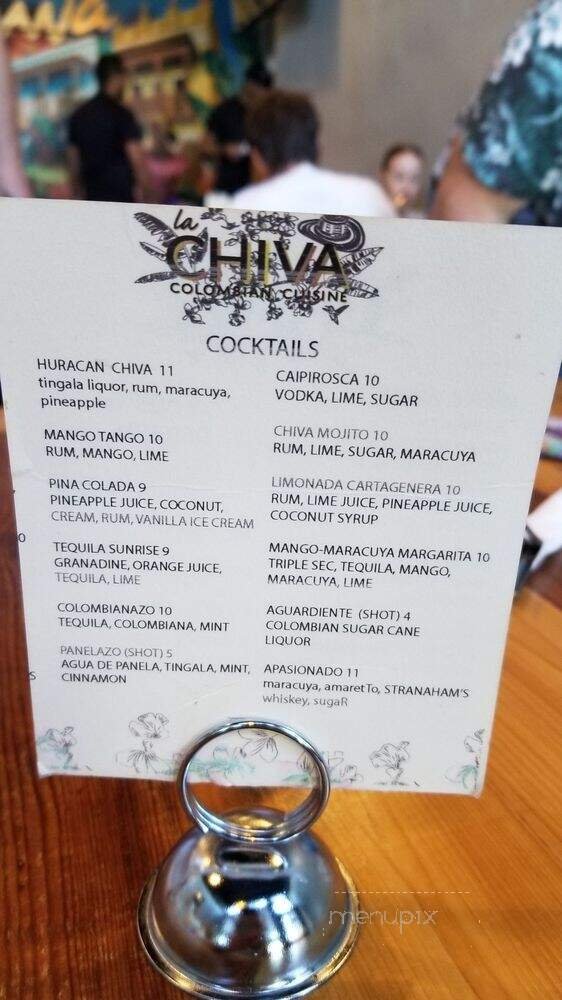 la
CHIVA
COLOMBIAN CUISINE
COCKTAILS
HURACAN CHIVA 11
tingala liquor, rum, maracuya,
pineapple
MANGO TANGO 10
RUM, MANGO, LIME
PINA COLADA 9
PINEAPPLE JUICE, COCONUT,
CREAM, RUM, VANILLA ICE CREAM
TEQUILA SUNRISE 9
GRANADINE, ORANGE JUICE,
TEQUILA, LIME
COLOMBIANAZO 10
TEQUILA, COLOMBIANA, MINT
PANELAZO (SHOT) 5
AGUA DE PANELA, TINGALA, MINT,
CINNAMON
CAIPIROSCA 10
VODKA, LIME, SUGAR
CHIVA MOJITO 10
RUM, LIME, SUGAR, MARACUYA
LIMONADA CARTAGENERA 10
RUM, LIME JUICE, PINEAPPLE JUICE,
COCONUT SYRUP
MANGO-MARACUYA MARGARITA 10
TRIPLE SEC, TEQUILA, MANGO,
MARACUYA, LIME
AGUARDIENTE (SHOT) 4
COLOMBIAN SUGAR CANE
LIQUOR
APASIONADO 11
maracuya, amaretTo, STRANAHAM'S
whiskey, sugaR
menupix